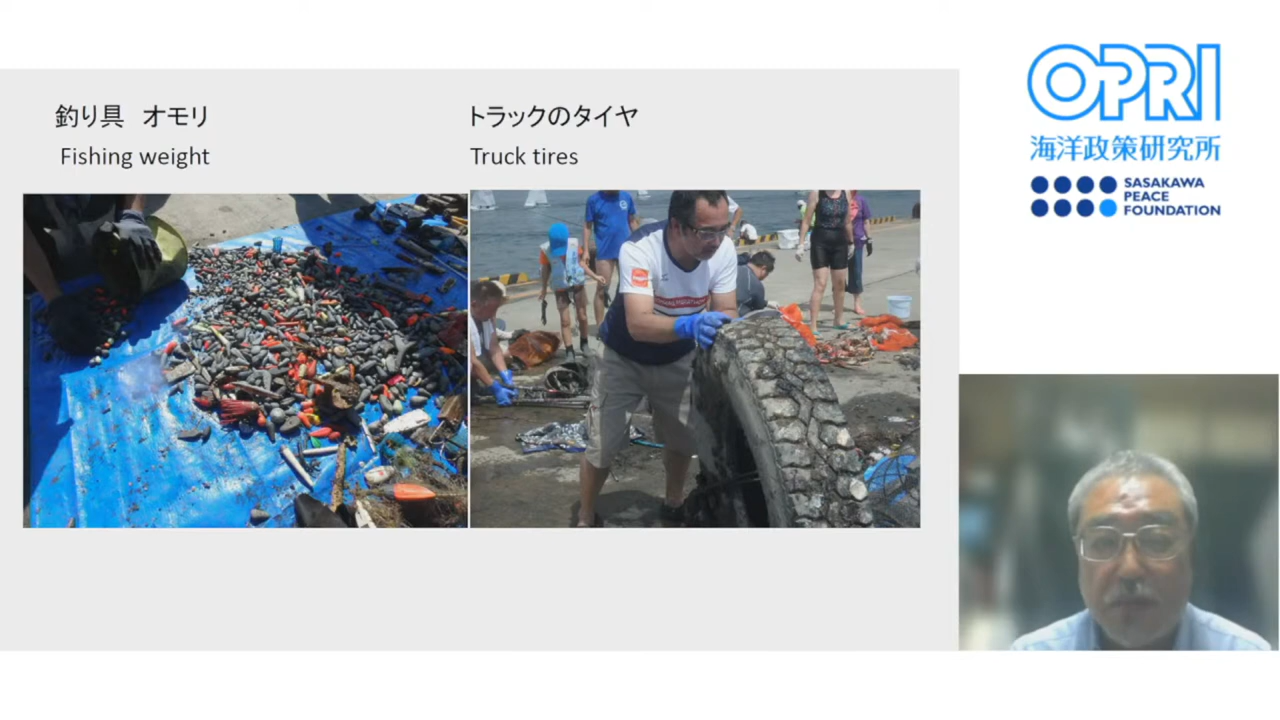 釣り具　オモリ
Fishing weight
トラックのタイヤ
Truck tires
OPRI
海洋政策研究所
SASAKAWA
PEACE
FOUNDATION